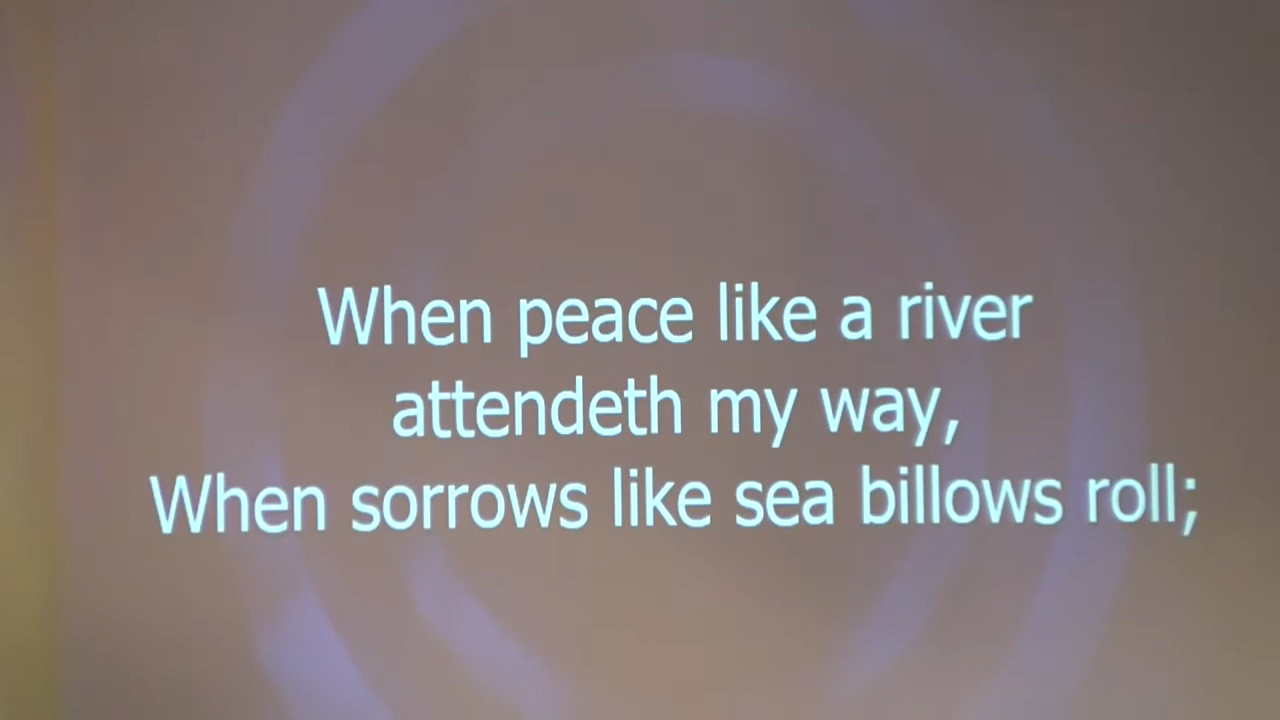 When peace like a river
attendeth my way,
When sorrows like sea billows roll;